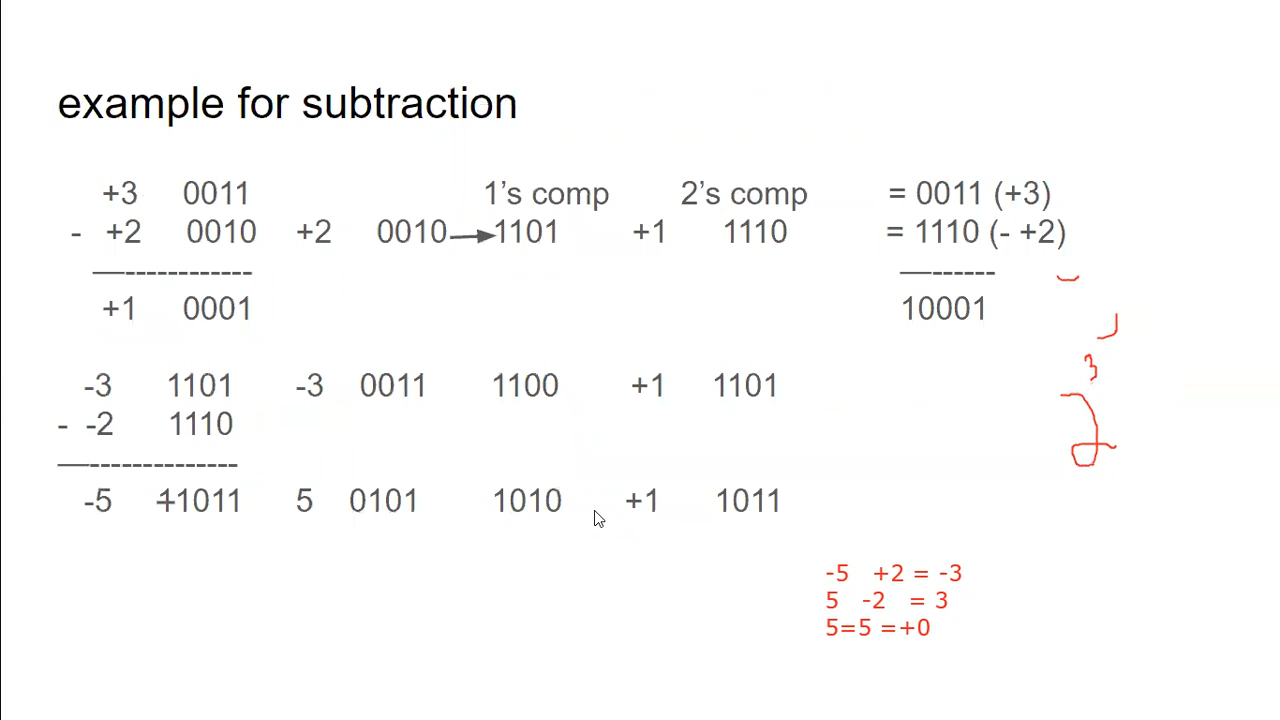 example for subtraction
+3 0011 1's comp 2's comp = 0011 (+3)
- +2 0010 +2 0010 1101 +1 1110 = 1110 (- +2)
+1 0001 10001
-3 1101 -3 0011 1100 +1 1101
3
- -2 1110
-5 +1011 5 0101 1010 +1 1011
-5 +2 = -3
5 -2 = 3
5=5 =+0